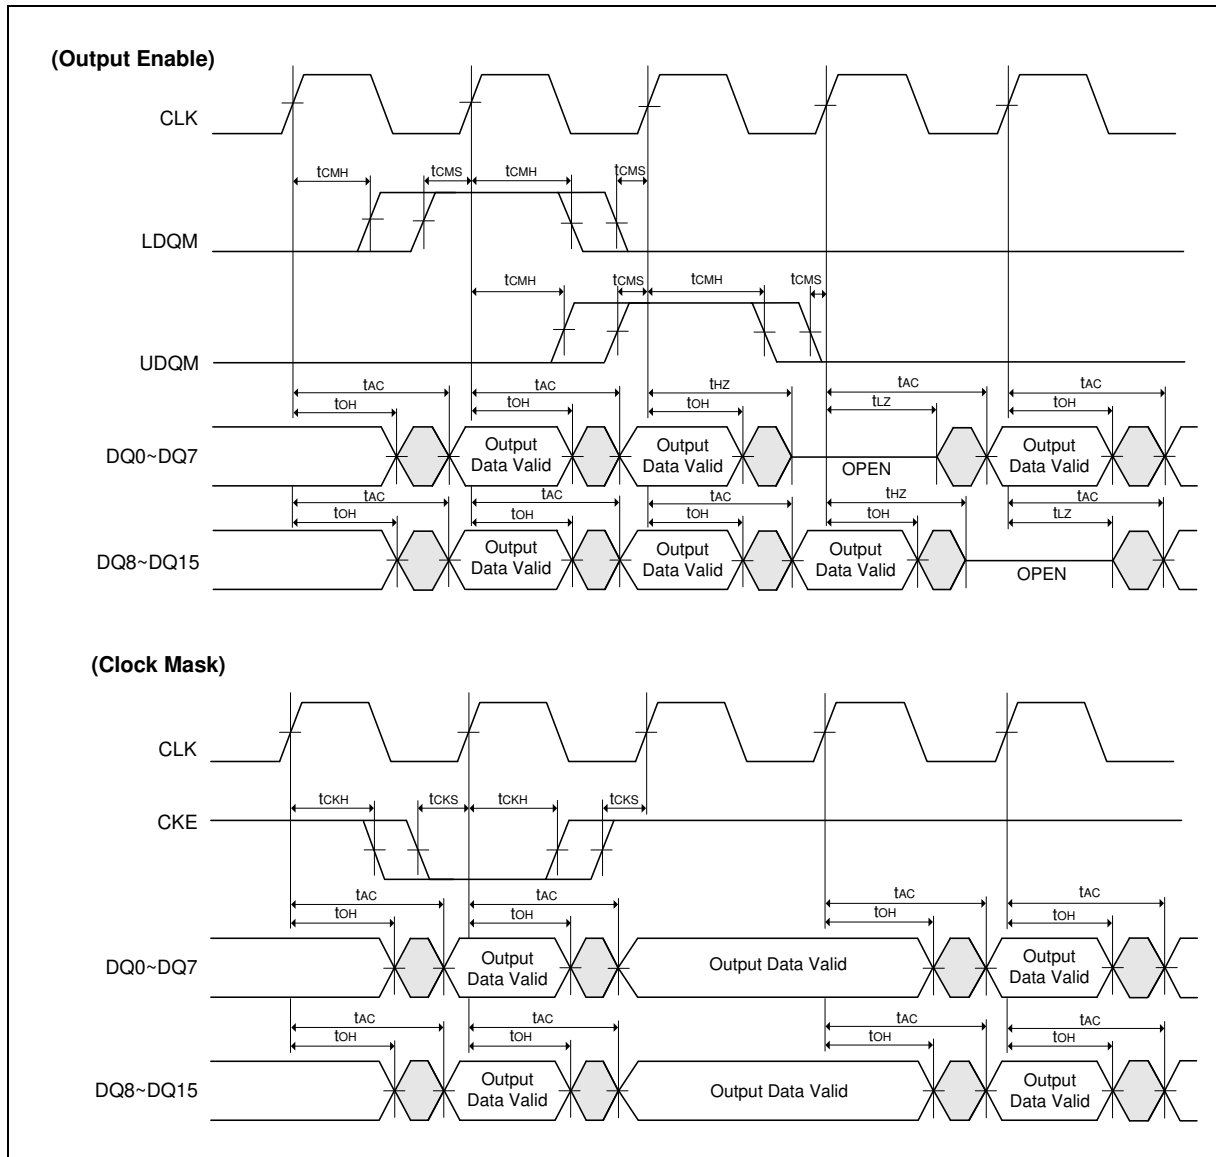 (Output Enable)
CLK
tCMH tCMS tCMH tCMS
LDQM
tCMH tCMS tCMH tCMS
UDQM
tAC tAC tHZ tAC tAC
tOH tOH tOH tLZ tOH
DQ0~DQ7
Output Data Valid
Output Data Valid
OPEN
Output Data Valid
tAC tAC tAC tHZ tAC
tOH tOH tOH tOH tLZ
DQ8~DQ15
Output Data Valid
Output Data Valid
Output Data Valid
OPEN
(Clock Mask)
CLK
tCKH tCKS tCKH tCKS
CKE
tAC tAC tAC tAC
tOH tOH tOH tOH
DQ0~DQ7
Output Data Valid
Output Data Valid
Output Data Valid
tAC tAC tAC tAC
tOH tOH tOH tOH
DQ8~DQ15
Output Data Valid
Output Data Valid
Output Data Valid